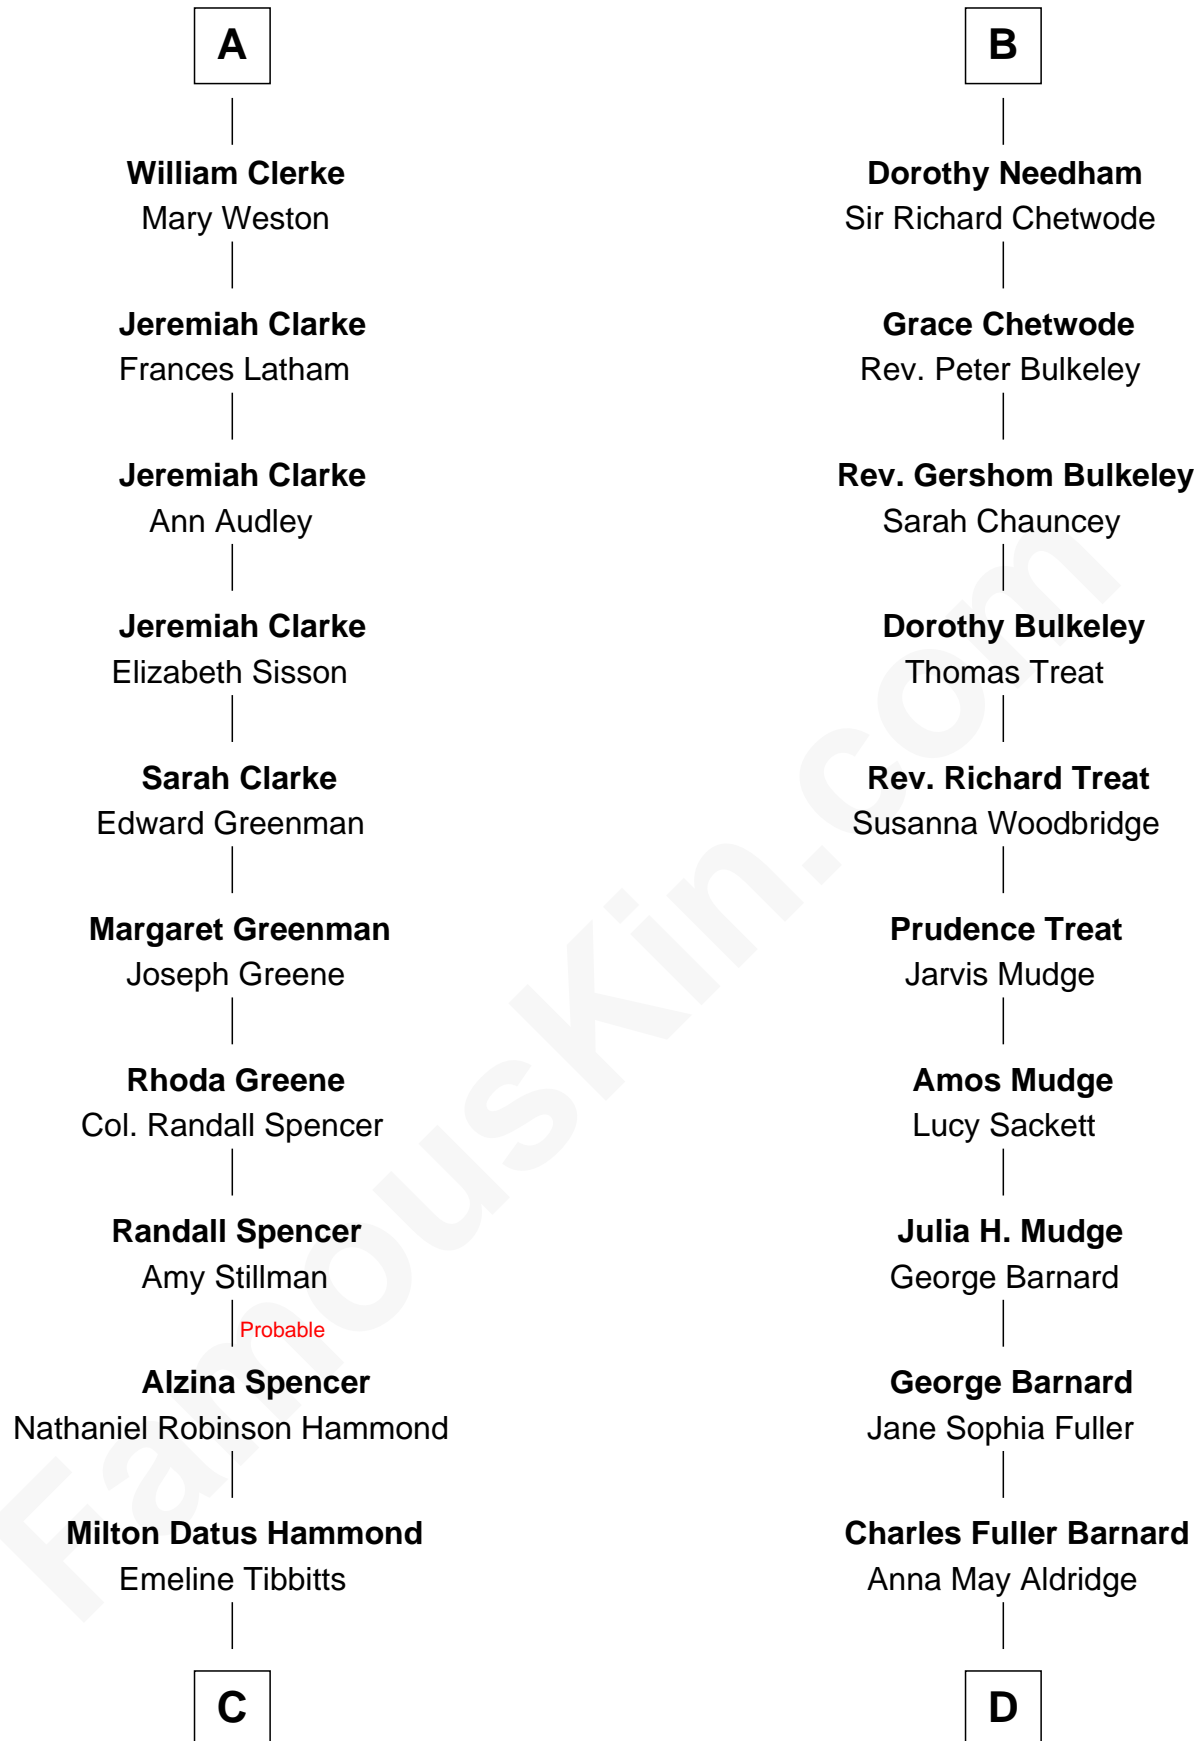 A
William Clerke
Mary Weston
Jeremiah Clarke
Frances Latham
Jeremiah Clarke
Ann Audley
Jeremiah Clarke
Elizabeth Sisson
Sarah Clarke
Edward Greenman
Margaret Greenman
Joseph Greene
Rhoda Greene
Col. Randall Spencer
Randall Spencer
Amy Stillman
Probable
Alzina Spencer
Nathaniel Robinson Hammond
Milton Datus Hammond
Emeline Tibbitts
C
B
Dorothy Needham
Sir Richard Chetwode
Grace Chetwode
Rev. Peter Bulkeley
Rev. Gershom Bulkeley
Sarah Chauncey
Dorothy Bulkeley
Thomas Treat
Rev. Richard Treat
Susanna Woodbridge
Prudence Treat
Jarvis Mudge
Amos Mudge
Lucy Sackett
Julia H. Mudge
George Barnard
George Barnard
Jane Sophia Fuller
Charles Fuller Barnard
Anna May Aldridge
D
FamousKin.com